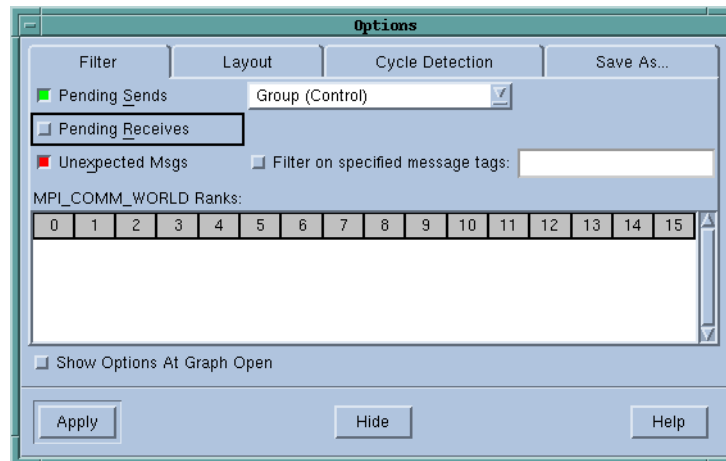 Options
Filter Layout Cycle Detection Save As...
Pending Sends Group (Control)
Pending Receives
Unexpected Msgs Filter on specified message tags:
MPI_COMM_WORLD Ranks:
0 1 2 3 4 5 6 7 8 9 10 11 12 13 14 15
Show Options At Graph Open
Apply Hide Help